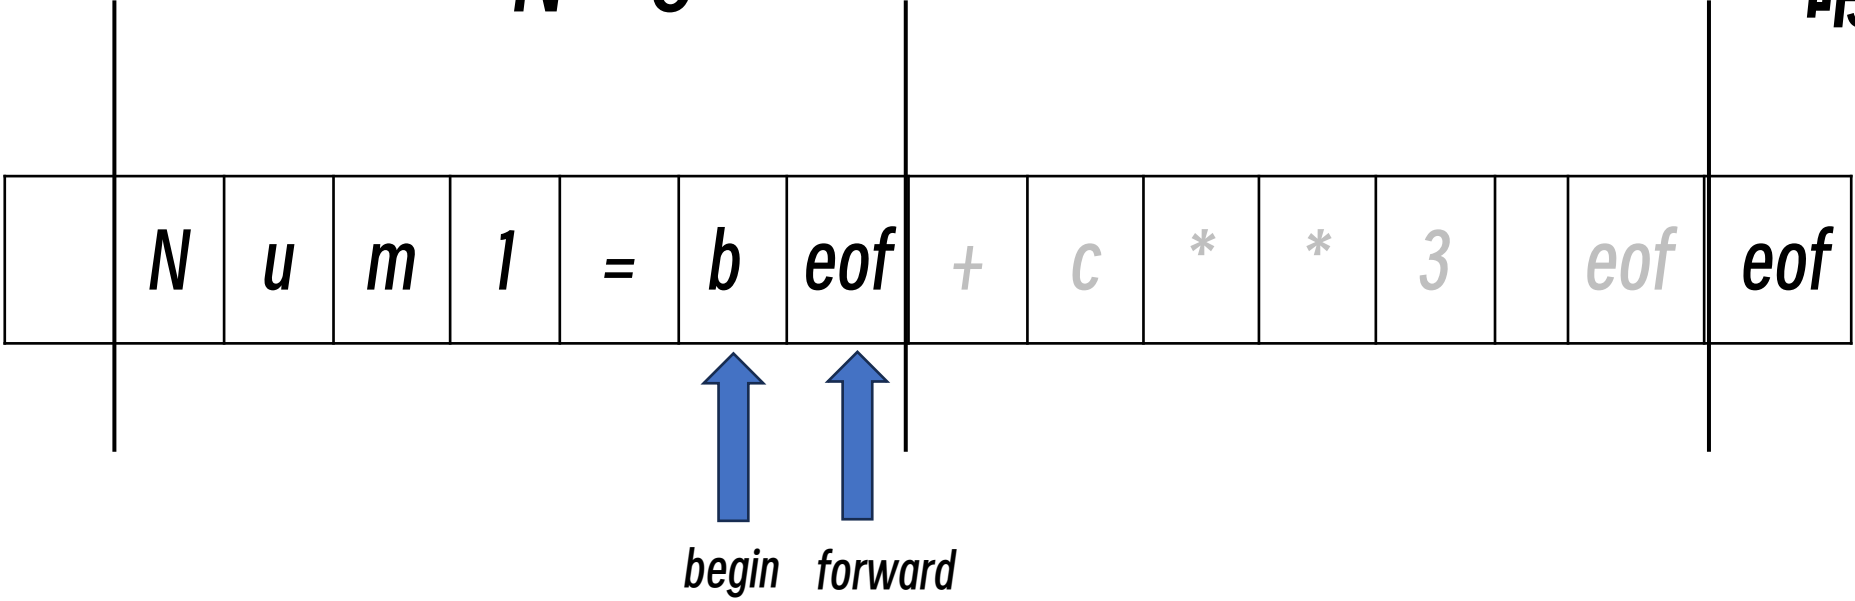 N u m 1 = b eof + c * * 3 eof eof
begin forward